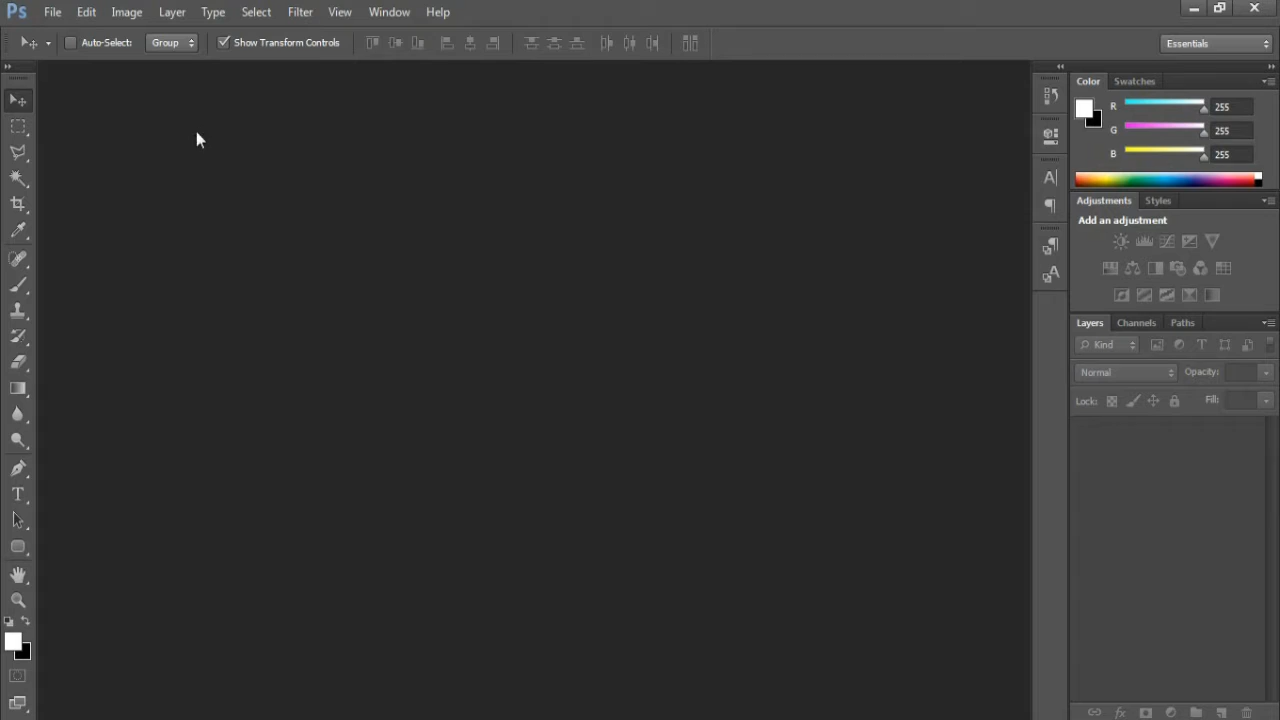 Ps File Edit Image Layer Type Select Filter View Window Help
Auto-Select: Group Show Transform Controls Essentials
Color Swatches
R 255
G 255
B 255
Adjustments Styles
Add an adjustment
Layers Channels Paths
Kind T
Normal Opacity:
Lock: Fill:
A
A
T
fx